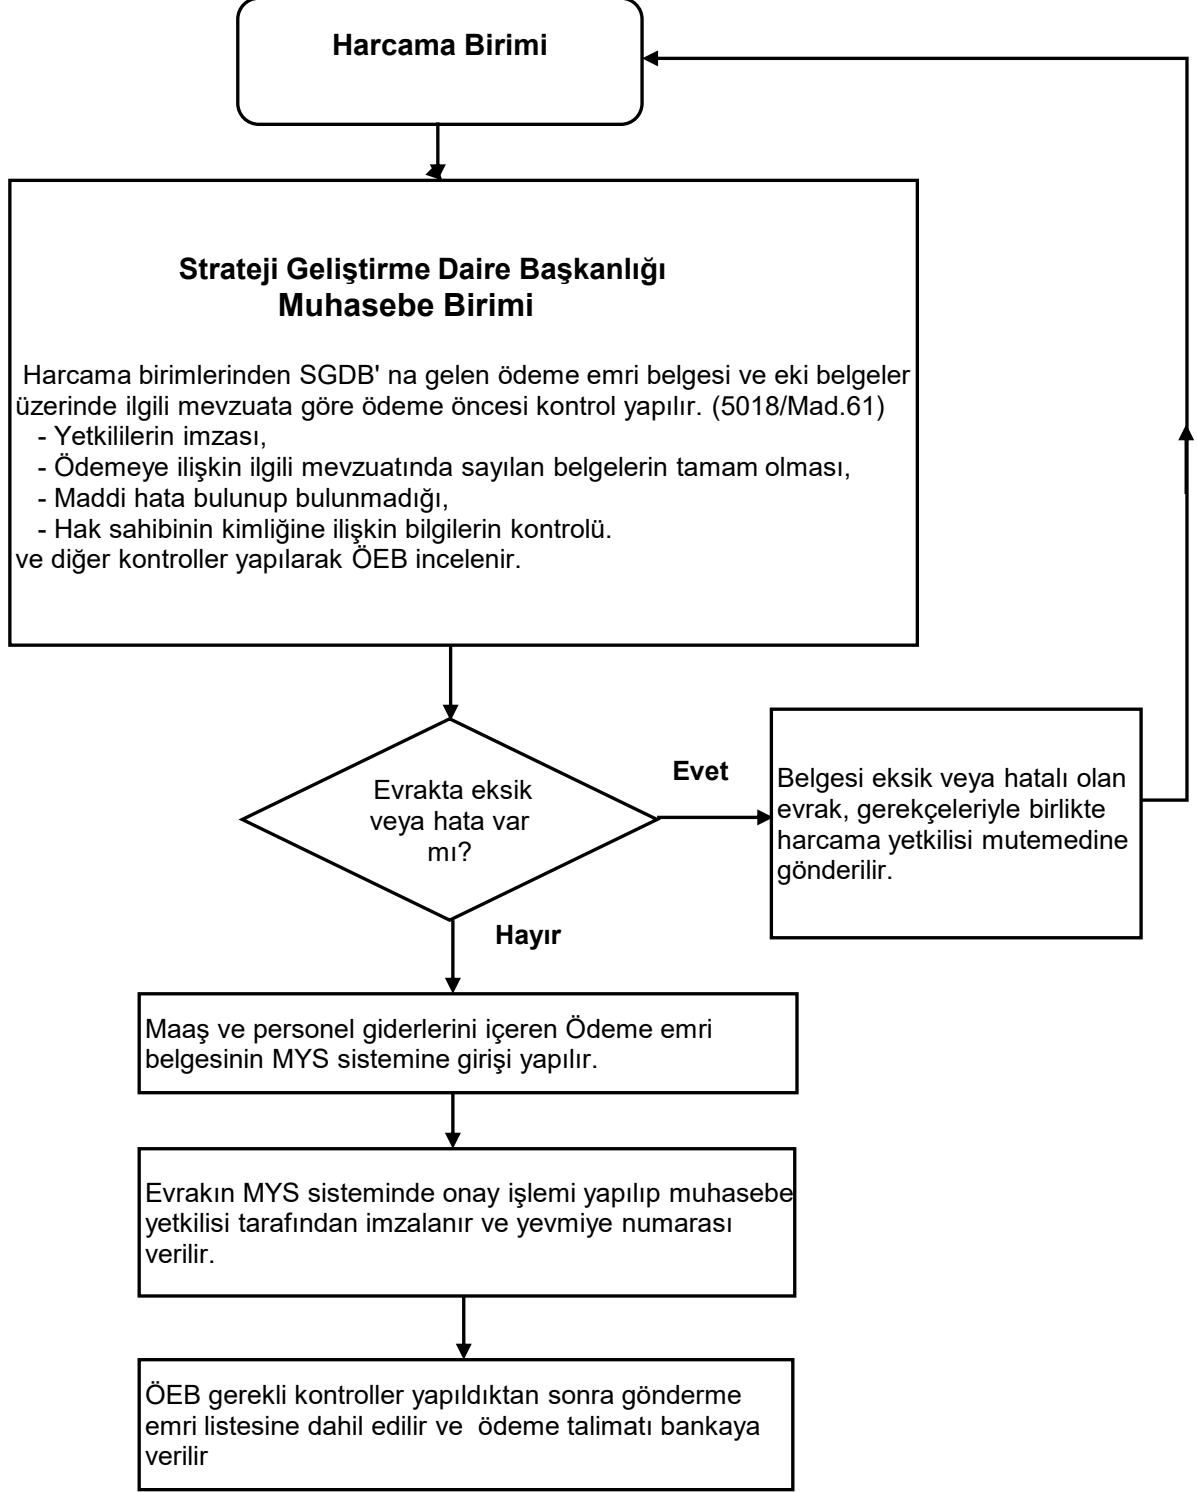 Harcama Birimi
Strateji Geliştirme Daire Başkanlığı
Muhasebe Birimi
Harcama birimlerinden SGDB' na gelen ödeme emri belgesi ve eki belgeler
üzerinde ilgili mevzuata göre ödeme öncesi kontrol yapılır. (5018/Mad.61)
- Yetkililerin imzası,
- Ödemeye ilişkin ilgili mevzuatında sayılan belgelerin tamam olması,
- Maddi hata bulunup bulunmadığı,
- Hak sahibinin kimliğine ilişkin bilgilerin kontrolü.
ve diğer kontroller yapılarak ÖEB incelenir.
Evrakta eksik
veya hata var
mı?
Evet
Belgesi eksik veya hatalı olan
evrak, gerekçeleriyle birlikte
harcama yetkilisi mutemedine
gönderilir.
Hayır
Maaş ve personel giderlerini içeren Ödeme emri
belgesinin MYS sistemine girişi yapılır.
Evrakın MYS sisteminde onay işlemi yapılıp muhasebe
yetkilisi tarafından imzalanır ve yevmiye numarası
verilir.
ÖEB gerekli kontroller yapıldıktan sonra gönderme
emri listesine dahil edilir ve  ödeme talimatı bankaya
verilir